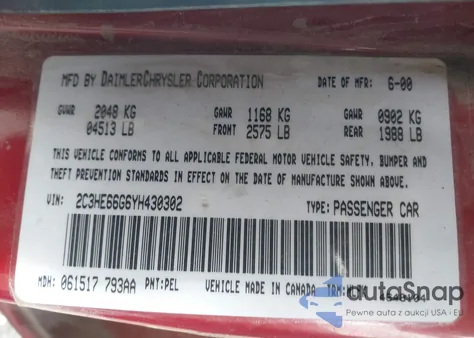 MFD BY DAIMLERCHRYSLER CORPORATION DATE OF MFR: 6-00
GVWR 2048 KG GAWR 1168 KG GAWR 0902 KG
04513 LB FRONT 2575 LB REAR 1988 LB
THIS VEHICLE CONFORMS TO ALL APPLICABLE FEDERAL MOTOR VEHICLE SAFETY, BUMPER AND
THEFT PREVENTION STANDARDS IN EFFECT ON THE DATE OF MANUFACTURE SHOWN ABOVE.
VIN: 2C3HE66G6YH430302 TYPE: PASSENGER CAR
MDH: 061517 793AA PNT: PEL VEHICLE MADE IN CANADA TRM:
autoSnap
Pewne auta z aukcji USA i EU